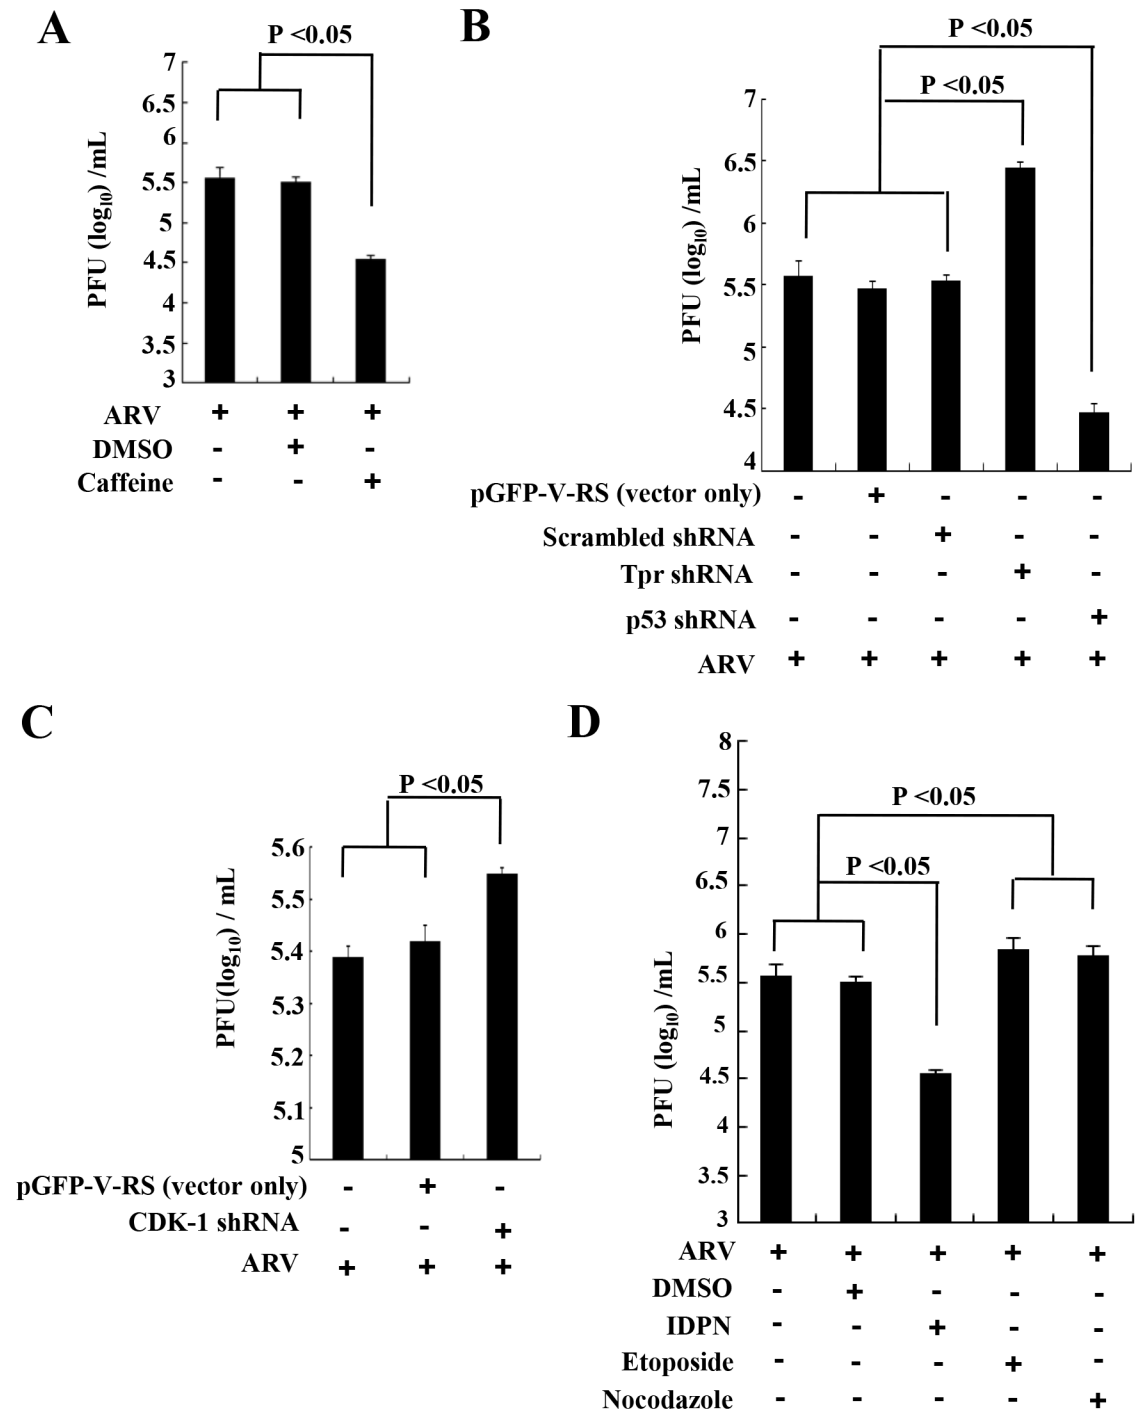 A
P <0.05
PFU (log10) /mL
7
6.5
6
5.5
5
4.5
4
3.5
3
ARV + + +
DMSO - + -
Caffeine - - +
B
P <0.05
P <0.05
PFU (log10) /mL
7
6.5
6
5.5
5
4.5
4
pGFP-V-RS (vector only) - + - - -
Scrambled shRNA - - + - -
Tpr shRNA - - - + -
p53 shRNA - - - - +
ARV + + + + +
C
P <0.05
PFU(log10) / mL
5.6
5.5
5.4
5.3
5.2
5.1
5
pGFP-V-RS (vector only) - + -
CDK-1 shRNA - - +
ARV + + +
D
P <0.05
P <0.05
PFU (log10) /mL
8
7.5
7
6.5
6
5.5
5
4.5
4
3.5
3
ARV + + + + +
DMSO - + - - -
IDPN - - + - -
Etoposide - - - + -
Nocodazole - - - - +